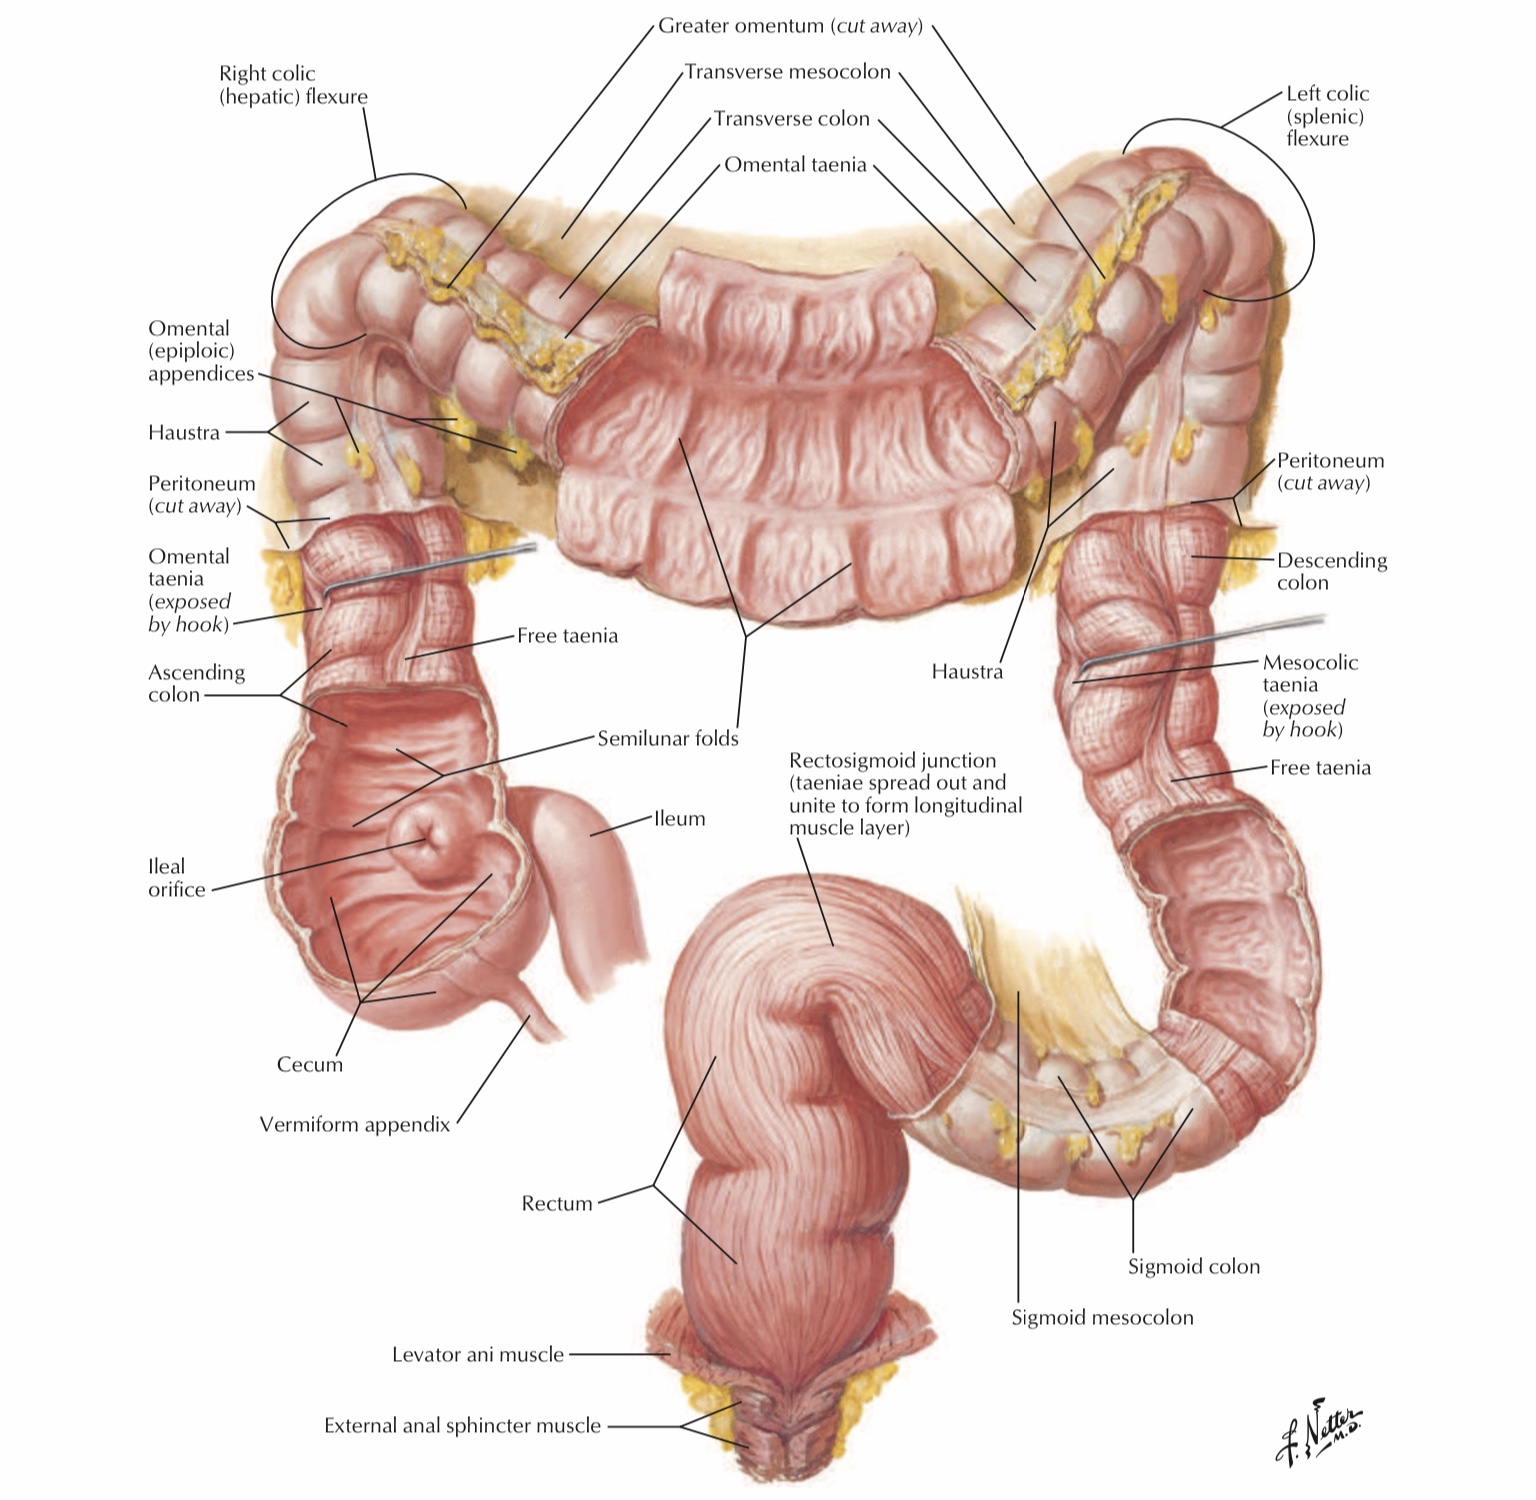 Greater omentum (cut away)
Right colic
(hepatic) flexure
Transverse mesocolon
Left colic
(splenic)
flexure
Transverse colon
Omental taenia
Omental
(epiploic)
appendices
Haustra
Peritoneum
(cut away)
Peritoneum
(cut away)
Omental
taenia
(exposed
by hook)
Descending
colon
Free taenia
Haustra
Ascending
colon
Mesocolic
taenia
(exposed
by hook)
Semilunar folds
Rectosigmoid junction
(taeniae spread out and
unite to form longitudinal
muscle layer)
Free taenia
Ileum
Ileal
orifice
Cecum
Vermiform appendix
Rectum
Sigmoid colon
Sigmoid mesocolon
Levator ani muscle
External anal sphincter muscle
F. Netter
M.D.